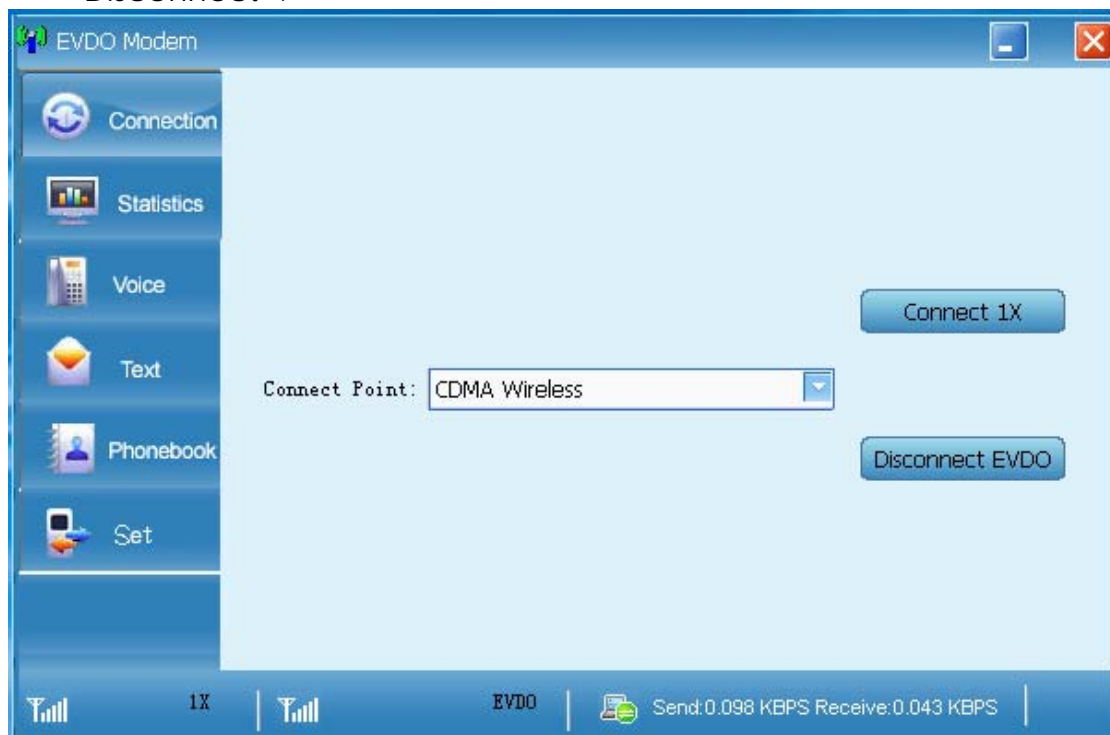 EVDO Modem
Connection
Statistics
Voice
Connect 1X
Text
Connect Point: CDMA Wireless
Phonebook
Disconnect EVDO
Set
1X
EVDO
Send:0.098 KBPS Receive:0.043 KBPS